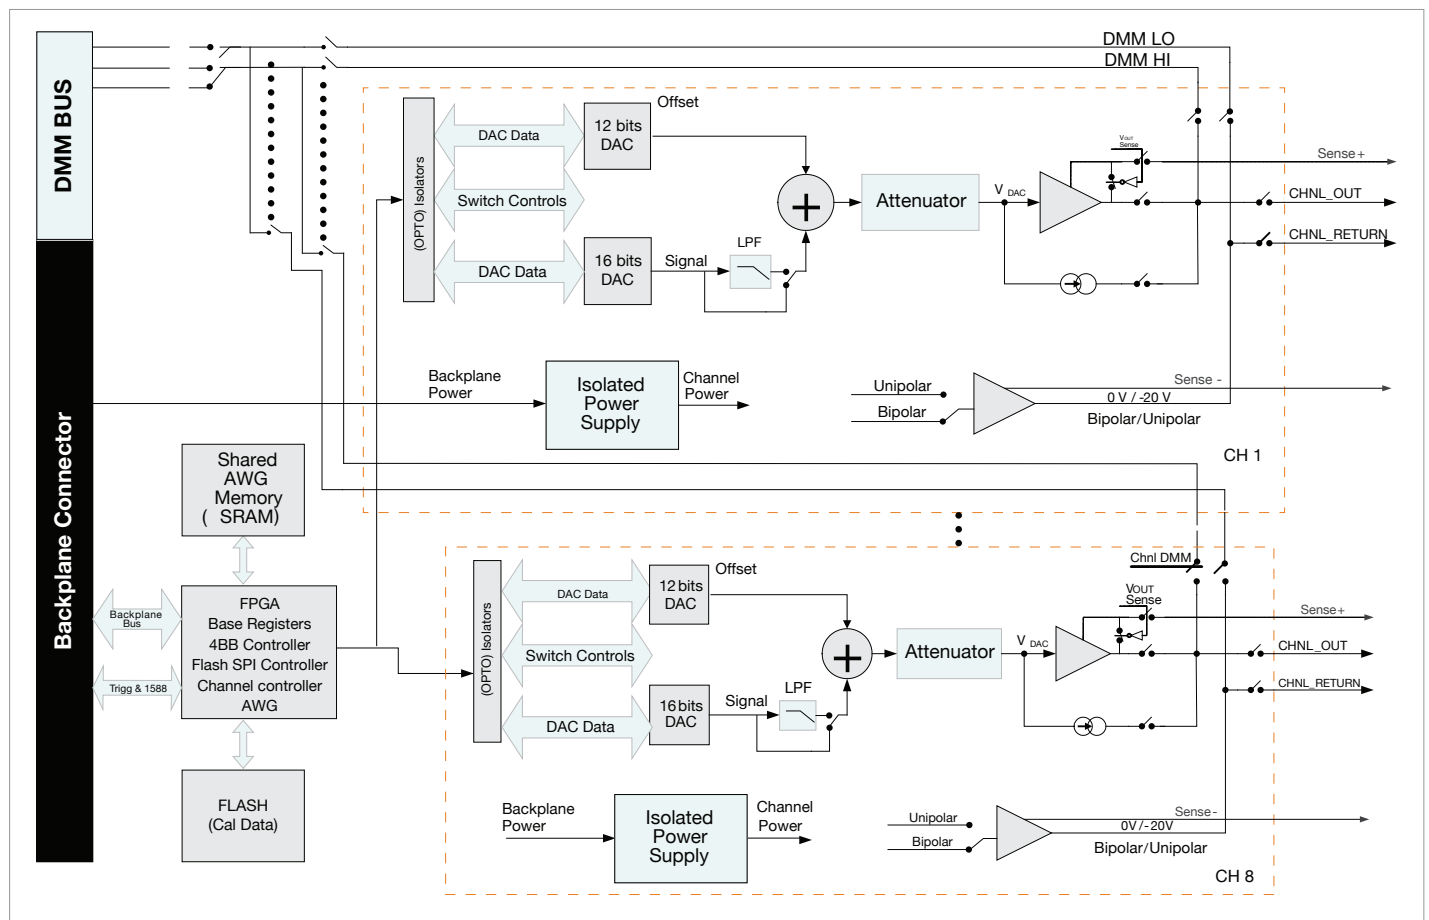 DMM BUS
Backplane Connector
DMM LO
DMM HI
(OPTO) Isolators
DAC Data
Switch Controls
DAC Data
12 bits
DAC
Offset
16 bits
DAC
Signal
LPF
+
Attenuator
V DAC
VOUT
Sense
Sense+
CHNL_OUT
CHNL_RETURN
Backplane
Power
Isolated
Power
Supply
Channel
Power
Unipolar
Bipolar
Sense -
0 V / -20 V
Bipolar/Unipolar
CH 1
Shared
AWG
Memory
( SRAM)
Backplane
Bus
Trigg & 1588
FPGA
Base Registers
4BB Controller
Flash SPI Controller
Channel controller
AWG
FLASH
(Cal Data)
(OPTO) Isolators
DAC Data
Switch Controls
DAC Data
12 bits
DAC
Offset
16 bits
DAC
Signal
LPF
+
Attenuator
V DAC
Chnl DMM
VOUT
Sense
Sense+
CHNL_OUT
CHNL_RETURN
Backplane
Power
Isolated
Power
Supply
Channel
Power
Unipolar
Bipolar
Sense-
0V/-20V
Bipolar/Unipolar
CH 8